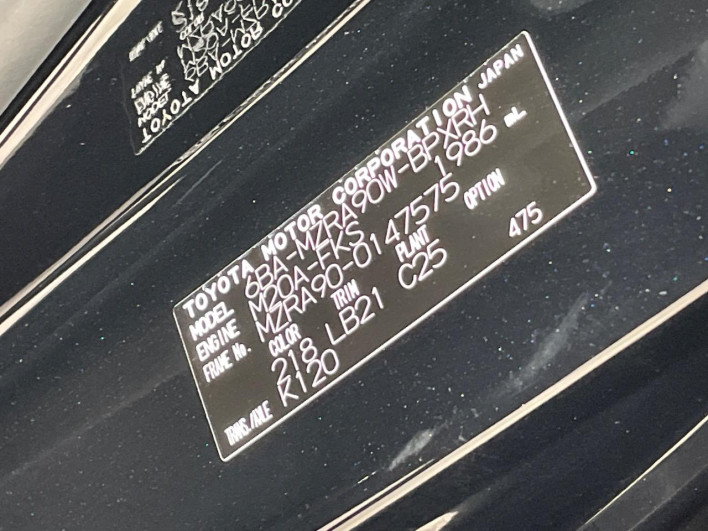 TOYOTA MOTOR CORPORATION JAPAN
MODEL 6BA-MZRA90W-BPXRH
ENGINE M20A-FKS 1986 mL
FRAME No. MZRA90-0147575
COLOR TRIM PLANT OPTION
218 LB21 C25 475
TRNS./AXLE K120